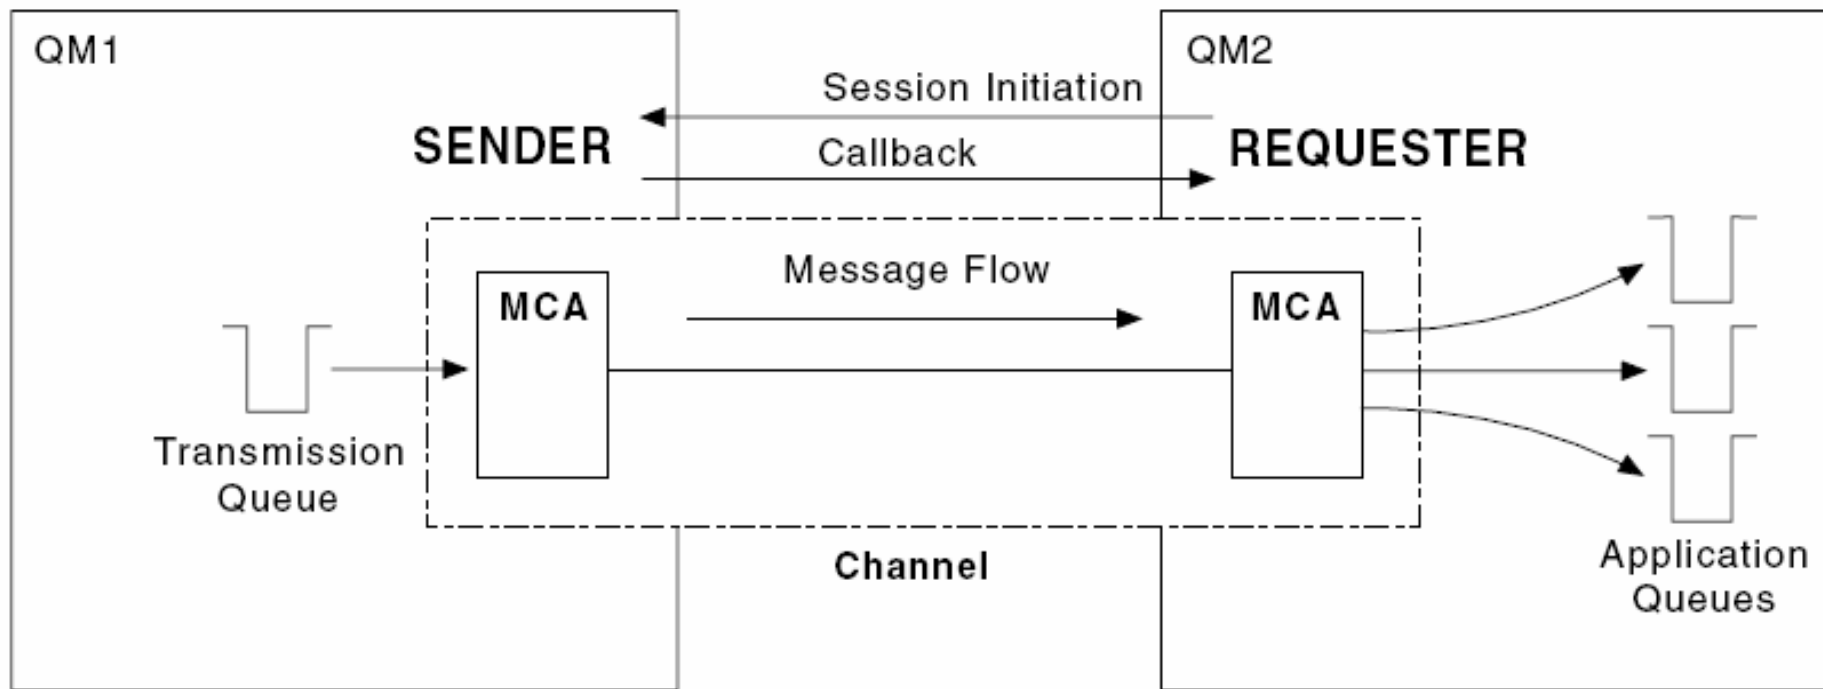 QM1
QM2
Session Initiation
SENDER
Callback
REQUESTER
Message Flow
MCA
MCA
Transmission
Queue
Channel
Application
Queues